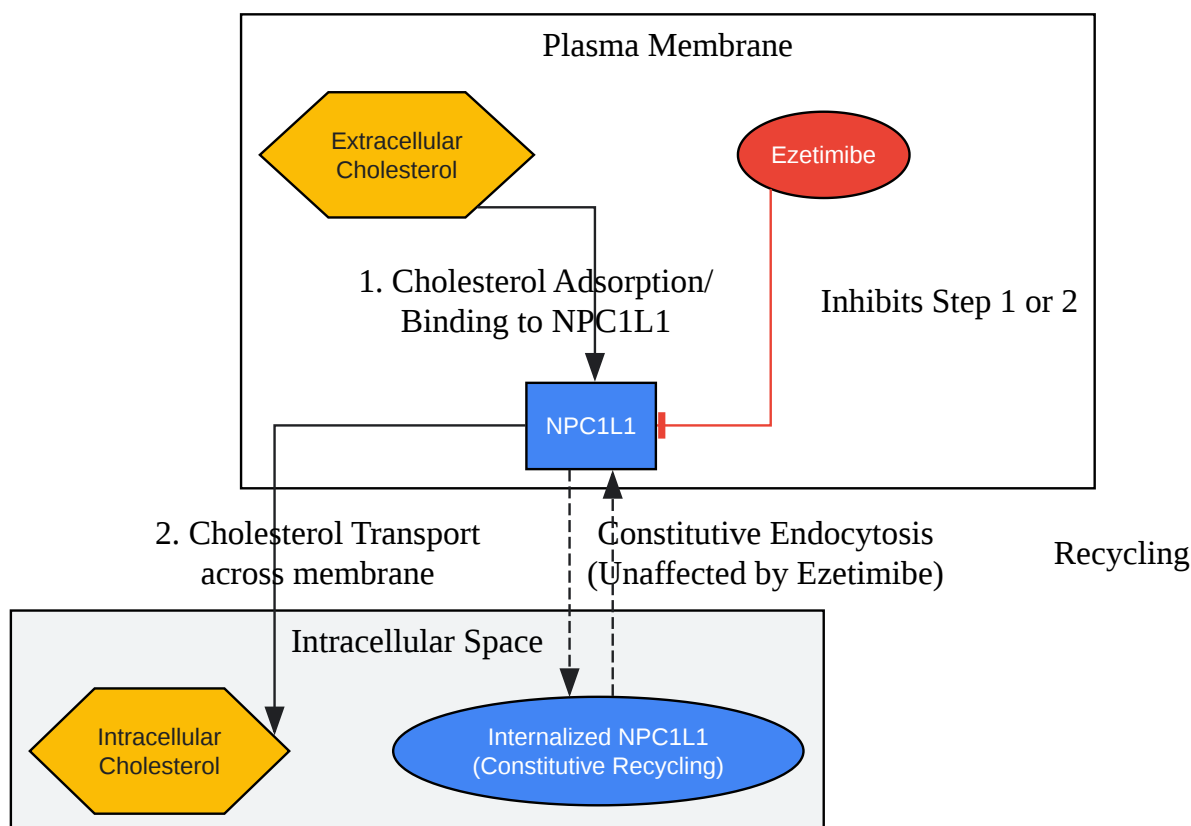 Plasma Membrane
Extracellular
Cholesterol
Ezetimibe
1. Cholesterol Adsorption/
Binding to NPC1L1
Inhibits Step 1 or 2
NPC1L1
2. Cholesterol Transport
across membrane
Constitutive Endocytosis
(Unaffected by Ezetimibe)
Recycling
Intracellular Space
Intracellular
Cholesterol
Internalized NPC1L1
(Constitutive Recycling)